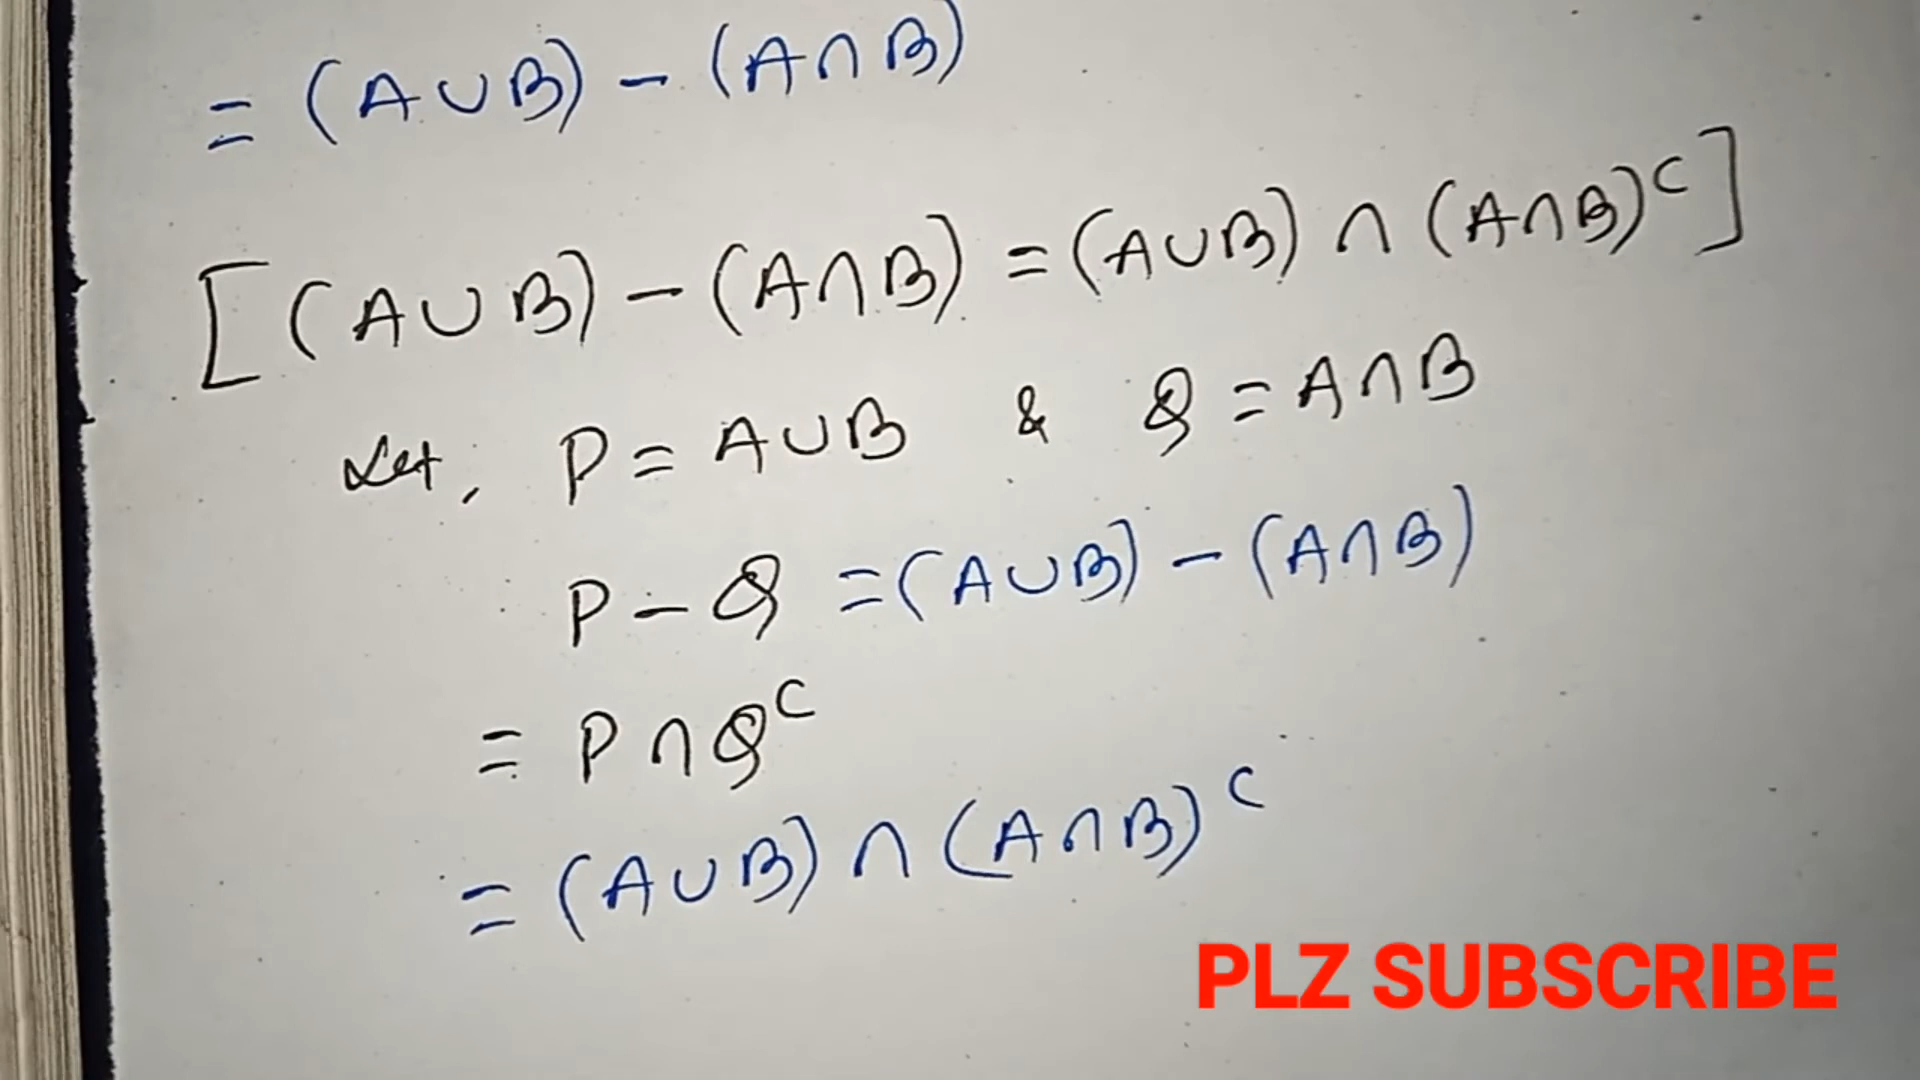 = (A∪B) - (A∩B)
[(A∪B) - (A∩B) = (A∪B) ∩ (A∩B)ᶜ]
Let, P = A∪B & Q = A∩B
P - Q = (A∪B) - (A∩B)
= P∩Qᶜ
= (A∪B) ∩ (A∩B)ᶜ
PLZ SUBSCRIBE